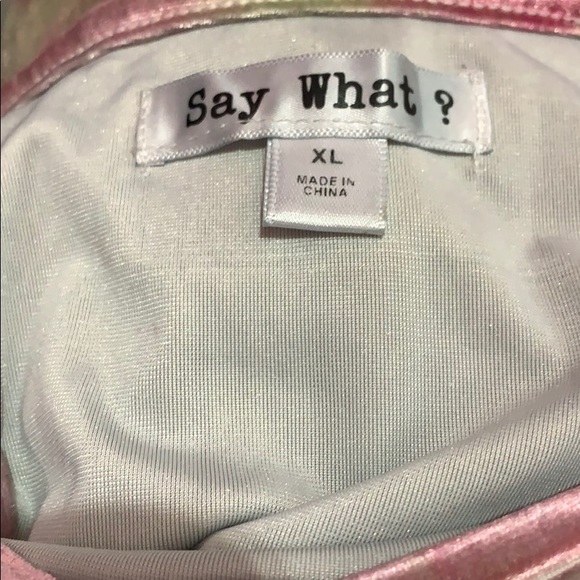 Say What ?
XL
MADE IN
CHINA